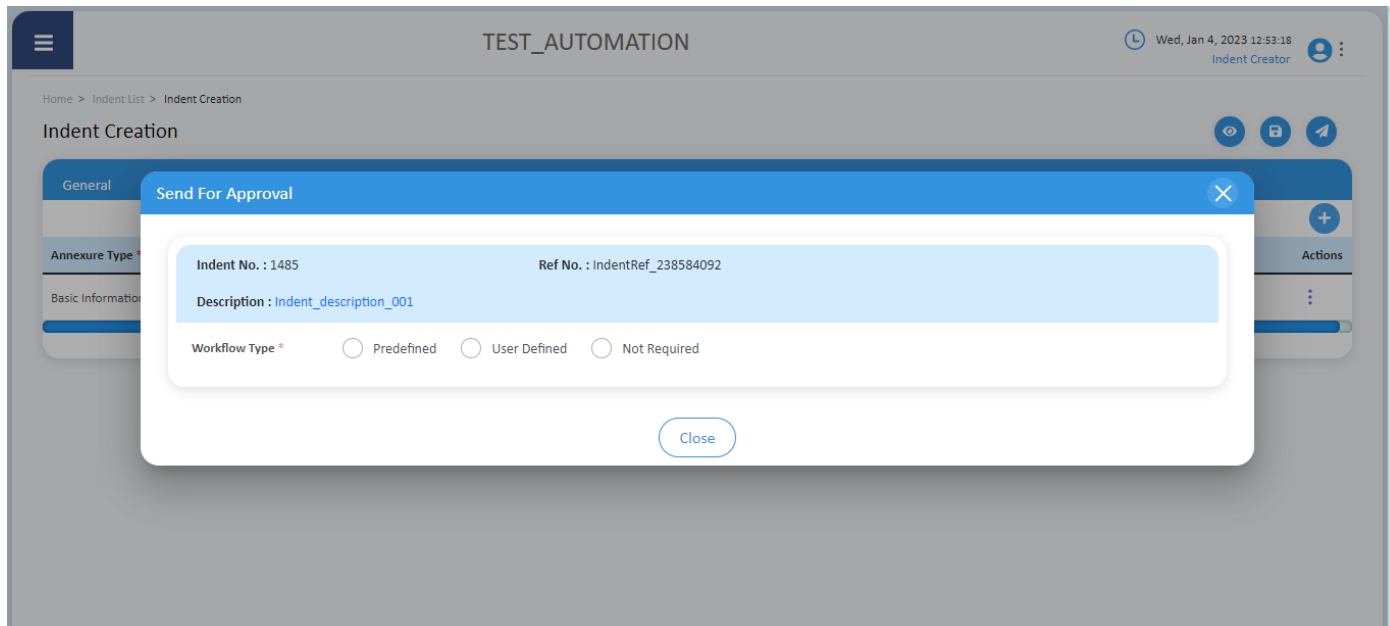 TEST_AUTOMATION
Wed, Jan 4, 2023 12:53:18
Indent Creator
Home > Indent List > Indent Creation
Indent Creation
General
Send For Approval
Annexure Type *
Actions
Indent No. : 1485 Ref No. : IndentRef_238584092
Basic Information
Description : Indent_description_001
Workflow Type * Predefined User Defined Not Required
Close